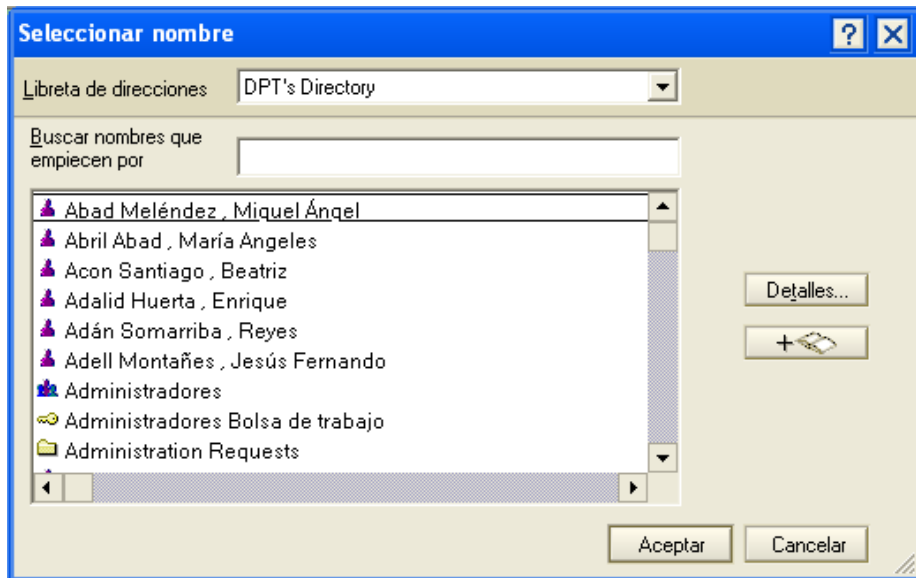 Seleccionar nombre
Libreta de direcciones
DPT's Directory
Buscar nombres que
empiecen por
Abad Meléndez , Miguel Ángel
Abril Abad , María Angeles
Acon Santiago , Beatriz
Adalid Huerta , Enrique
Adán Somarriba , Reyes
Adell Montañes , Jesús Fernando
Administradores
Administradores Bolsa de trabajo
Administration Requests
Detalles...
+
Aceptar
Cancelar